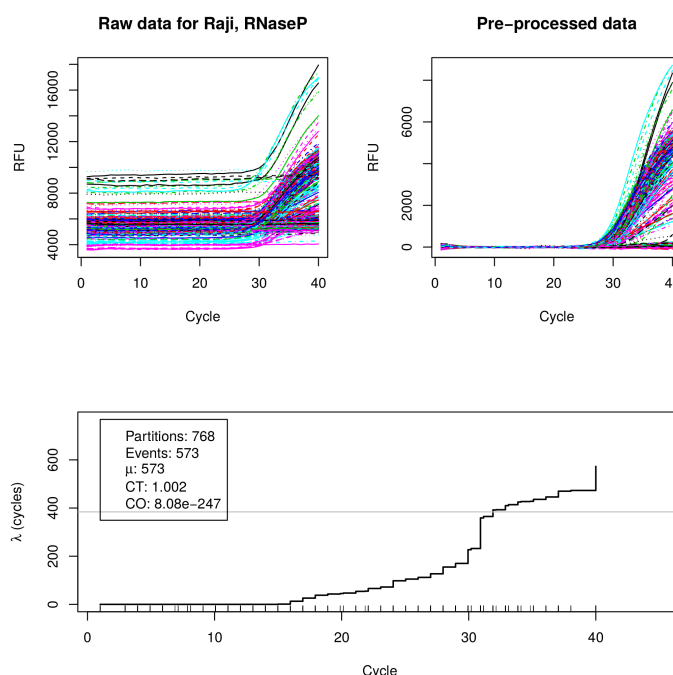 Raw data for Raji, RNaseP
Pre−processed data
RFU
4000
8000
12000
16000
0
10
20
30
40
Cycle
RFU
0
2000
6000
0
10
20
30
40
Cycle
λ (cycles)
0
200
400
600
Partitions: 768
Events: 573
μ: 573
CT: 1.002
CO: 8.08e−247
0
10
20
30
40
Cycle